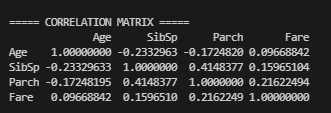 ===== CORRELATION MATRIX =====
Age SibSp Parch Fare
Age 1.00000000 -0.2332963 -0.1724820 0.09668842
SibSp -0.23329633 1.0000000 0.4148377 0.15965104
Parch -0.17248195 0.4148377 1.0000000 0.21622494
Fare 0.09668842 0.1596510 0.2162249 1.00000000